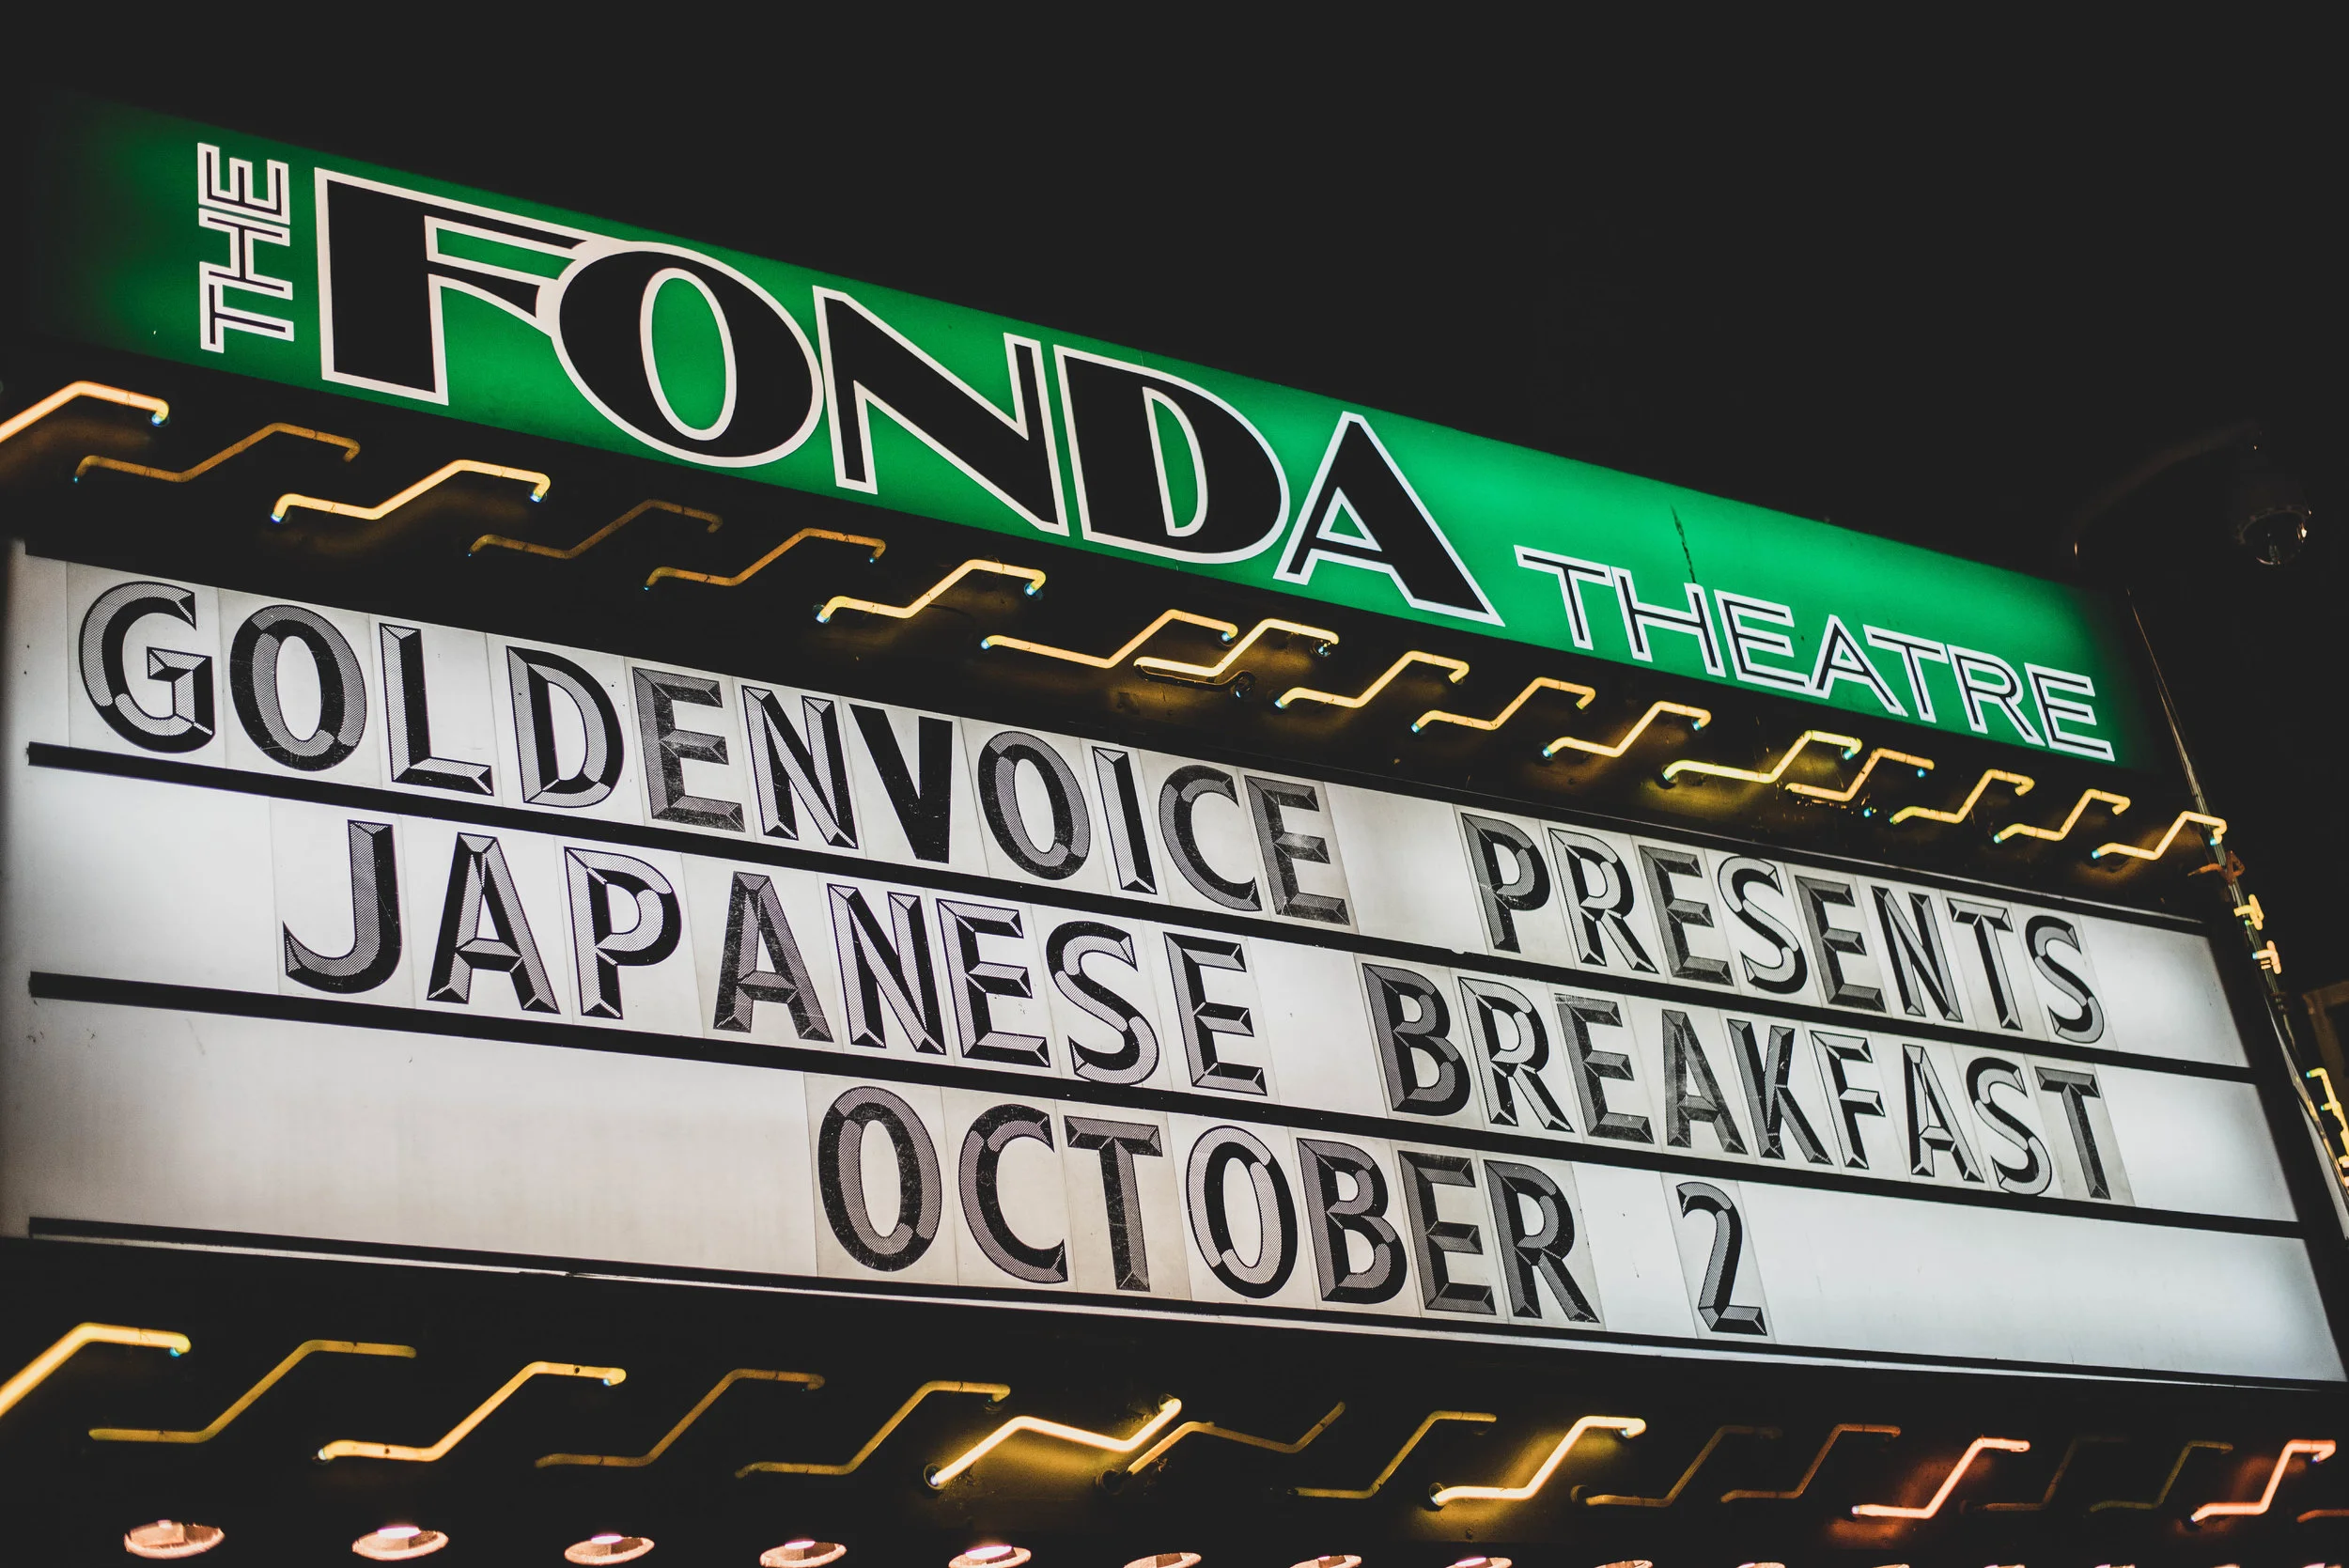 THE FONDA THEATRE
GOLDENVOICE PRESENTS
JAPANESE BREAKFAST
OCTOBER 2